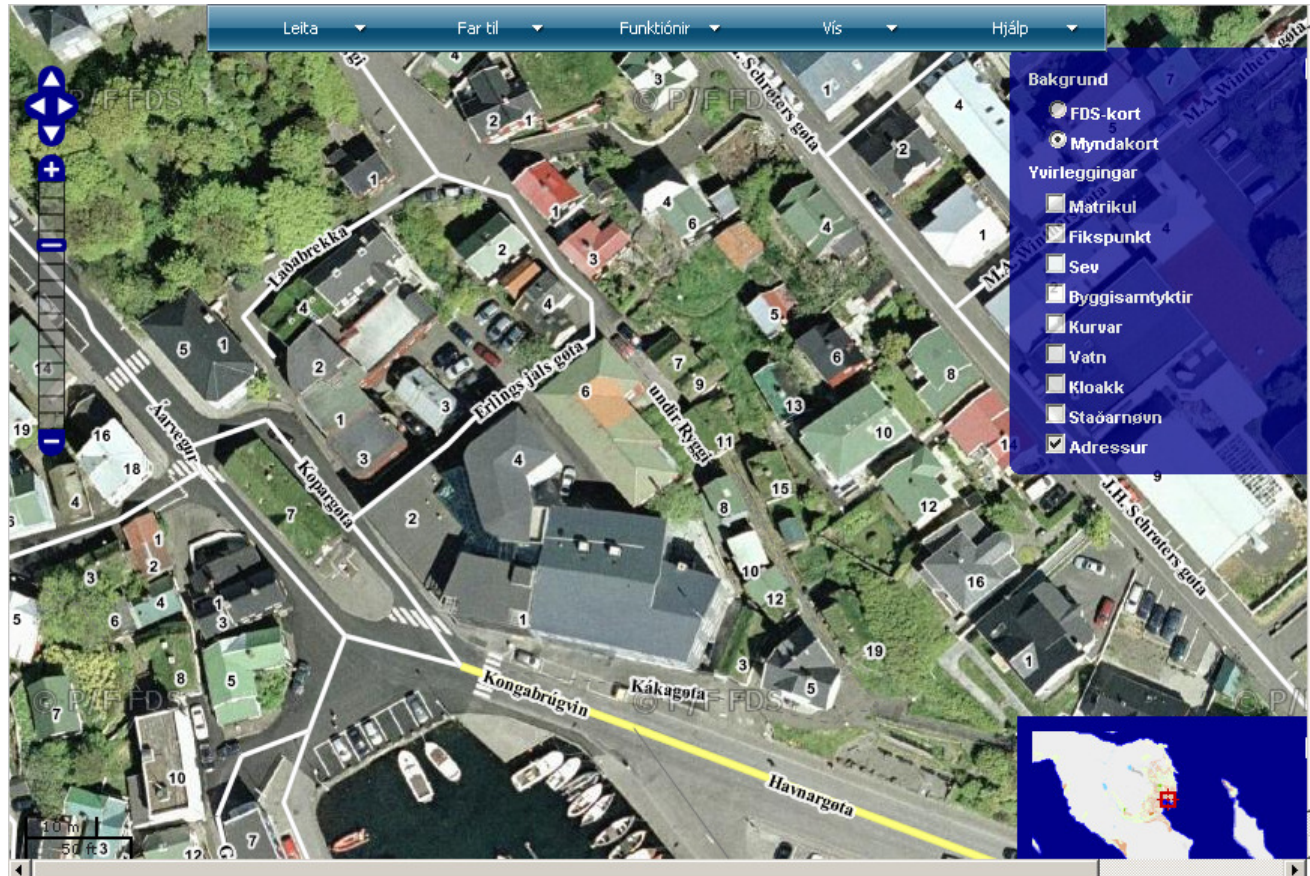 Leita
Far til
Funktiónir
Vís
Hjálp
Bakgrund
FDS-kort
Myndakort
Yvirleggingar
Matrikul
Fikspunkt
Sev
Byggisamtyktir
Kurvar
Vatn
Kloakk
Staðarnøvn
Adressur
© P/F FDS
M.A. Winthers gøta
J.H. Schrøters gøta
Laðabrekka
Erlings jals gøta
undir Ryggi
Áarvegur
Kopargøta
Kongabrúgvin
Kákagøta
Havnargøta
10 m
50 ft